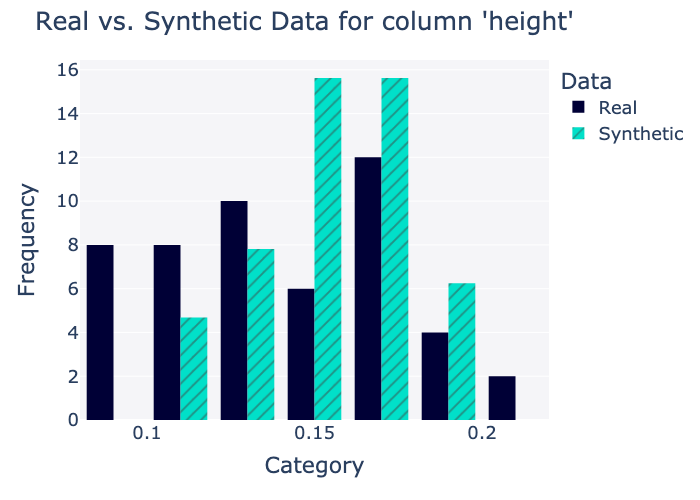 Real vs. Synthetic Data for column 'height'
16
14
12
10
8
6
4
2
0
Frequency
0.1
0.15
0.2
Category
Data
Real
Synthetic